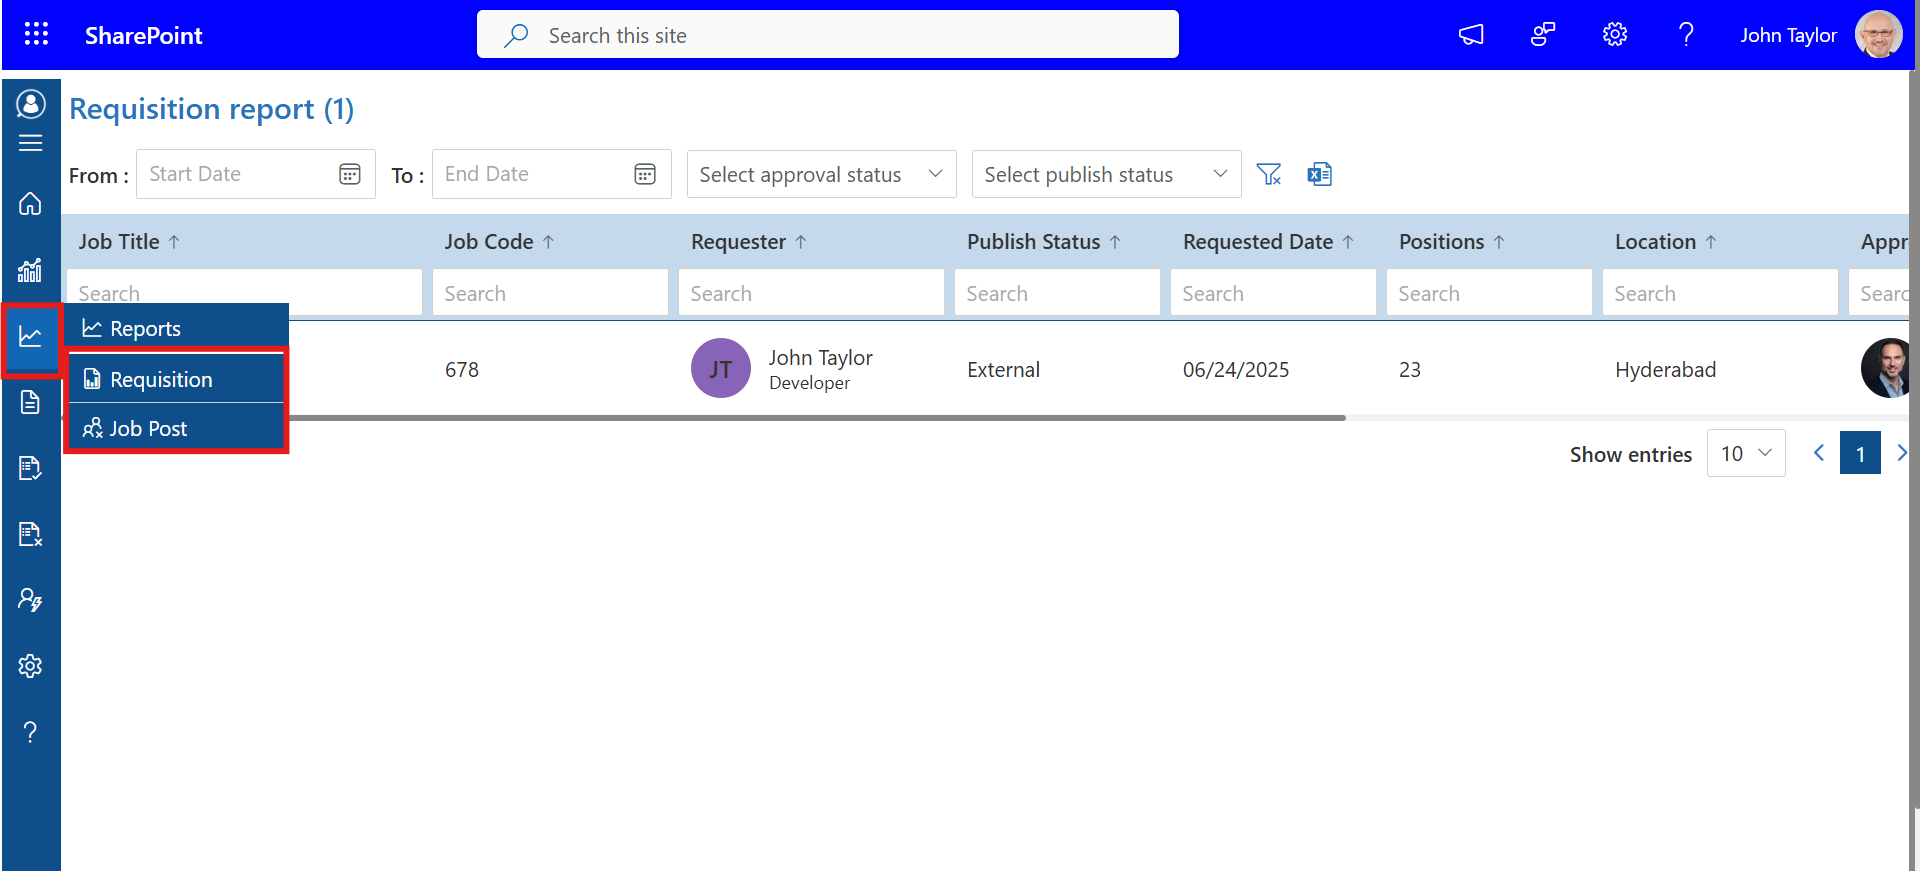 SharePoint
Search this site
John Taylor
Requisition report (1)
From :
Start Date
To :
End Date
Select approval status
Select publish status
Job Title
Job Code
Requester
Publish Status
Requested Date
Positions
Location
Appr
Search
Search
Search
Search
Search
Search
Search
Searc
Reports
Requisition
Job Post
678
JT
John Taylor
Developer
External
06/24/2025
23
Hyderabad
Show entries
10
1